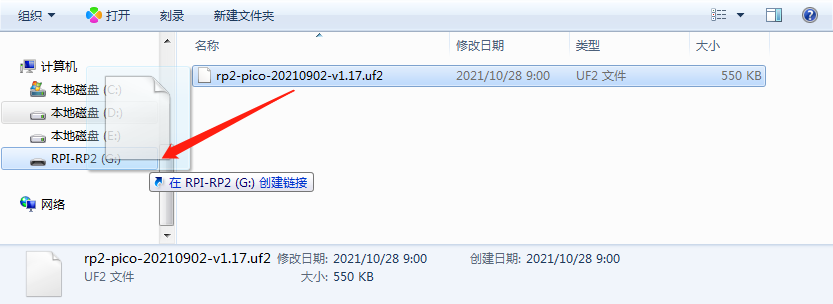 组织 打开 刻录 新建文件夹
名称 修改日期 类型 大小
计算机
本地磁盘 (C:)
本地磁盘 (D:)
本地磁盘 (E:)
RPI-RP2 (G:)
网络
rp2-pico-20210902-v1.17.uf2 2021/10/28 9:00 UF2 文件 550 KB
在 RPI-RP2 (G:) 创建链接
rp2-pico-20210902-v1.17.uf2 修改日期: 2021/10/28 9:00 创建日期: 2021/10/28 9:00
UF2 文件 大小: 550 KB